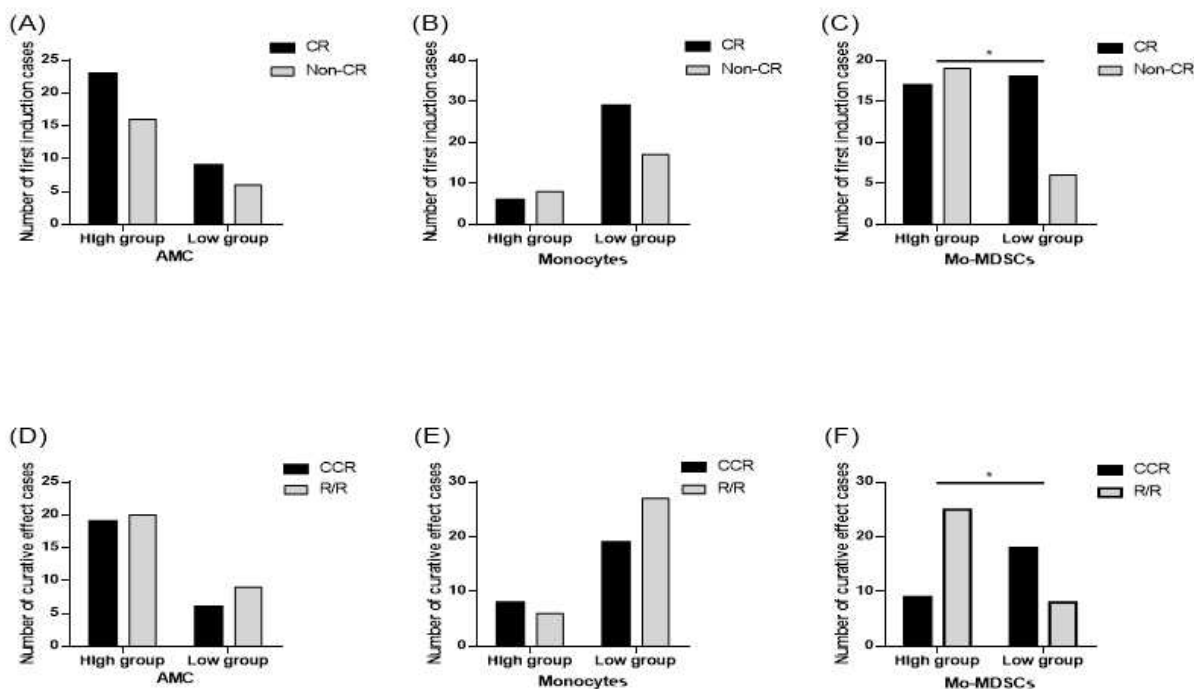 (A)
CR
Non-CR
Number of first induction cases
25
20
15
10
5
0
HIgh group Low group
AMC
(B)
CR
Non-CR
Number of first induction cases
40
30
20
10
0
HIgh group Low group
Monocytes
(C)
CR
Non-CR
*
Number of first induction cases
20
15
10
5
0
HIgh group Low group
Mo-MDSCs
(D)
CCR
R/R
Number of curative effect cases
25
20
15
10
5
0
HIgh group Low group
AMC
(E)
CCR
R/R
Number of curative effect cases
30
20
10
0
HIgh group Low group
Monocytes
(F)
CCR
R/R
*
Number of curative effect cases
30
20
10
0
HIgh group Low group
Mo-MDSCs